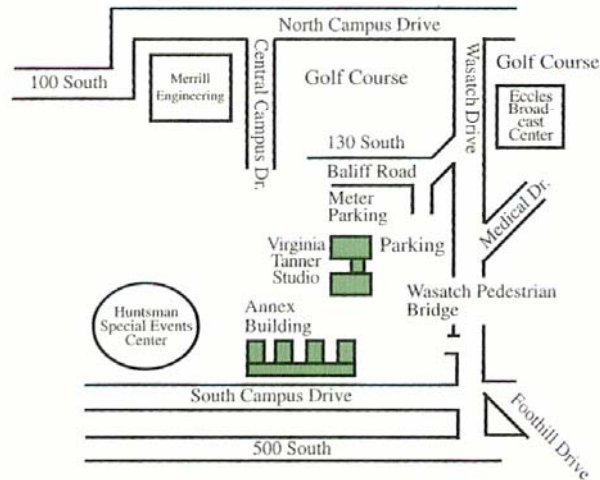 North Campus Drive
100 South
Merrill
Engineering
Central Campus Dr.
Golf Course
Wasatch Drive
Golf Course
Eccles
Broad-
cast
Center
130 South
Baliff Road
Meter
Parking
Medical Dr.
Virginia
Tanner
Studio
Parking
Wasatch Pedestrian
Bridge
Huntsman
Special Events
Center
Annex
Building
South Campus Drive
Foothill Drive
500 South